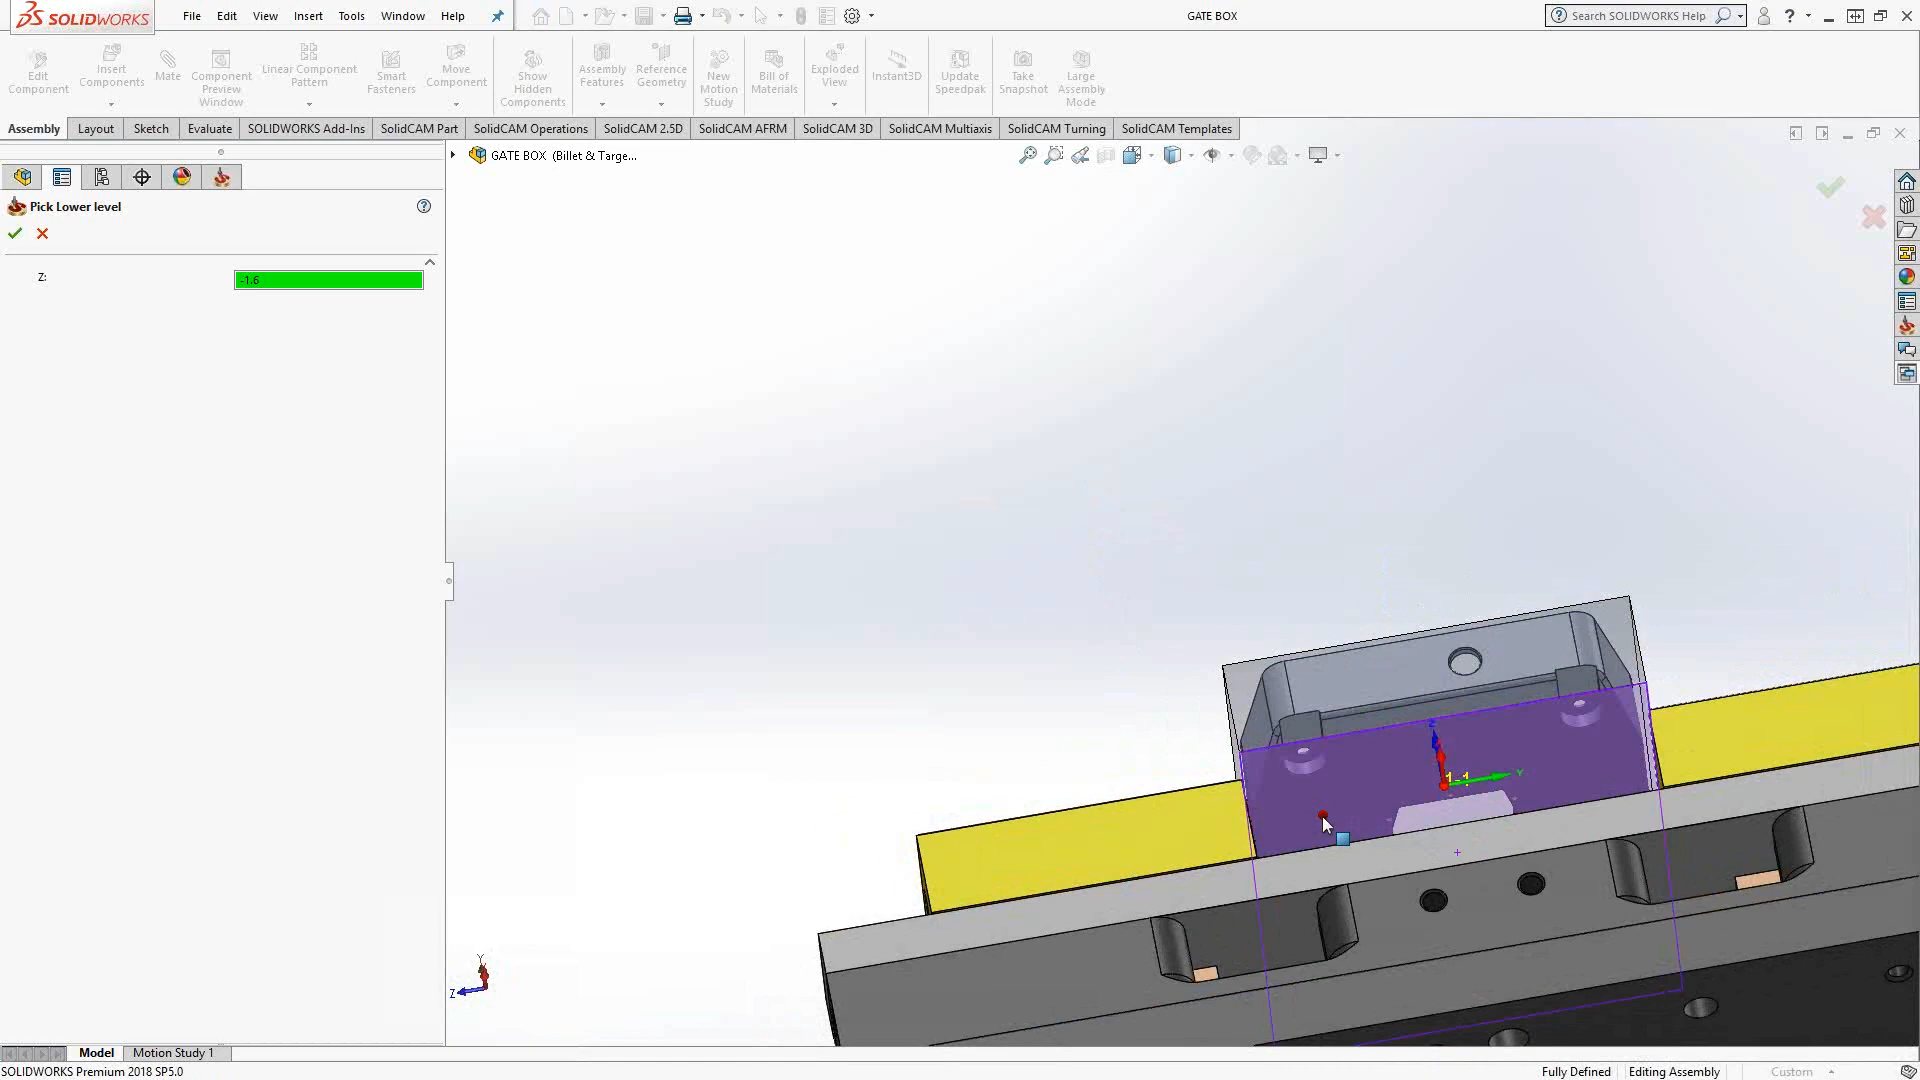 SOLIDWORKS
File Edit View Insert Tools Window Help
GATE BOX
Search SOLIDWORKS Help
Edit Component
Insert Components
Mate
Component Preview Window
Linear Component Pattern
Smart Fasteners
Move Component
Show Hidden Components
Assembly Features
Reference Geometry
New Motion Study
Bill of Materials
Exploded View
Instant3D
Update Speedpak
Take Snapshot
Large Assembly Mode
Assembly Layout Sketch Evaluate SOLIDWORKS Add-Ins SolidCAM Part SolidCAM Operations SolidCAM 2.5D SolidCAM AFRM SolidCAM 3D SolidCAM Multiaxis SolidCAM Turning SolidCAM Templates
GATE BOX (Billet & Targe...
Pick Lower level
Z:
-1.6
Z
Y
1-1
Y
Z
Model Motion Study 1
SOLIDWORKS Premium 2018 SP5.0
Fully Defined Editing Assembly Custom